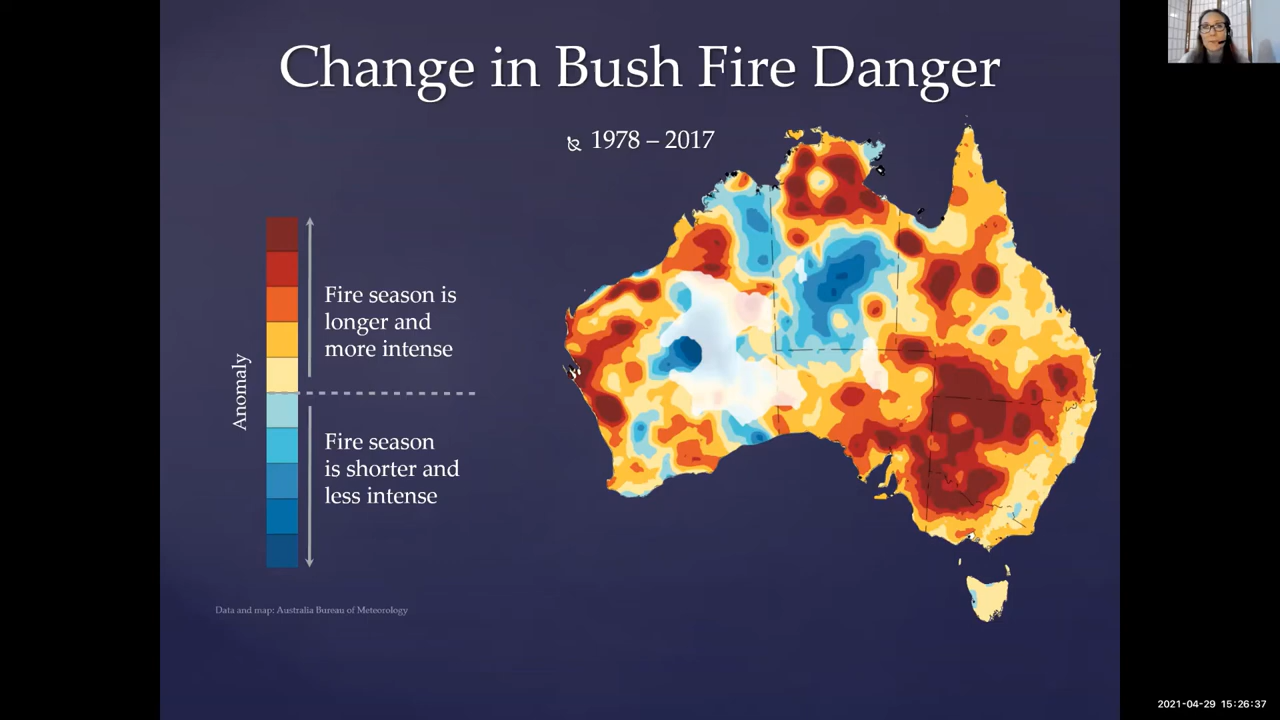 Change in Bush Fire Danger
1978 – 2017
Anomaly
Fire season is
longer and
more intense
Fire season
is shorter and
less intense
Data and map: Australia Bureau of Meteorology
2021-04-29 15:26:37